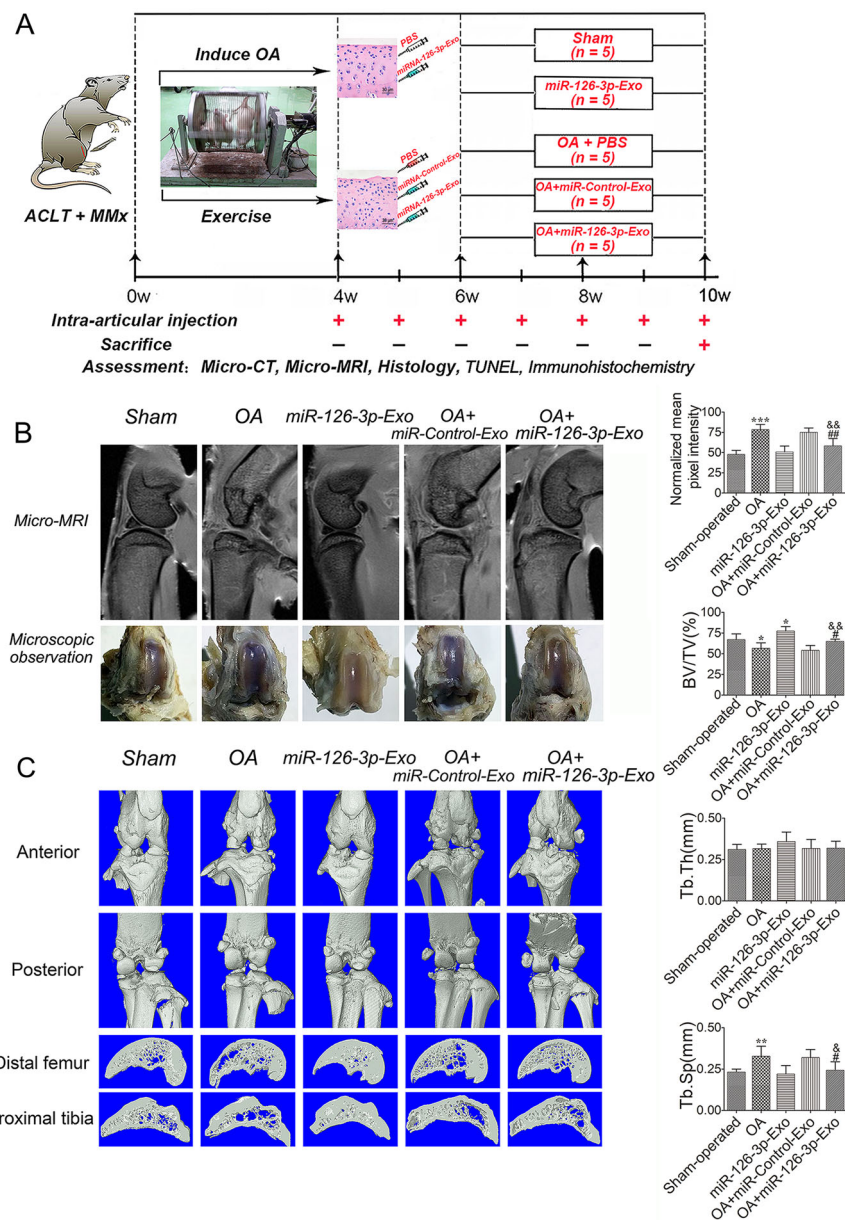 A
Induce OA
Exercise
ACLT + MMx
PBS
miRNA-126-3p-Exo
PBS
miRNA-Control-Exo
miRNA-126-3p-Exo
Sham
(n = 5)
miR-126-3p-Exo
(n = 5)
OA + PBS
(n = 5)
OA+miR-Control-Exo
(n = 5)
OA+miR-126-3p-Exo
(n = 5)
0w 4w 6w 8w 10w
Intra-articular injection + + + + + + +
Sacrifice − − − − − − +
Assessment: Micro-CT, Micro-MRI, Histology, TUNEL, Immunohistochemistry
B
Sham OA miR-126-3p-Exo OA+ miR-Control-Exo OA+ miR-126-3p-Exo
Micro-MRI
Microscopic
observation
Normalized mean
pixel intensity
100
75
50
25
0
***
&&
##
Sham-operated
OA
miR-126-3p-Exo
OA+miR-Control-Exo
OA+miR-126-3p-Exo
BV/TV(%)
100
75
50
25
0
*
*
&&
#
Sham-operated
OA
miR-126-3p-Exo
OA+miR-Control-Exo
OA+miR-126-3p-Exo
C
Sham OA miR-126-3p-Exo OA+ miR-Control-Exo OA+ miR-126-3p-Exo
Anterior
Posterior
Distal femur
roximal tibia
Tb.Th(mm)
0.50
0.25
0.00
Sham-operated
OA
miR-126-3p-Exo
OA+miR-Control-Exo
OA+miR-126-3p-Exo
Tb.Sp(mm)
0.50
0.25
0.00
**
&
#
Sham-operated
OA
miR-126-3p-Exo
OA+miR-Control-Exo
OA+miR-126-3p-Exo